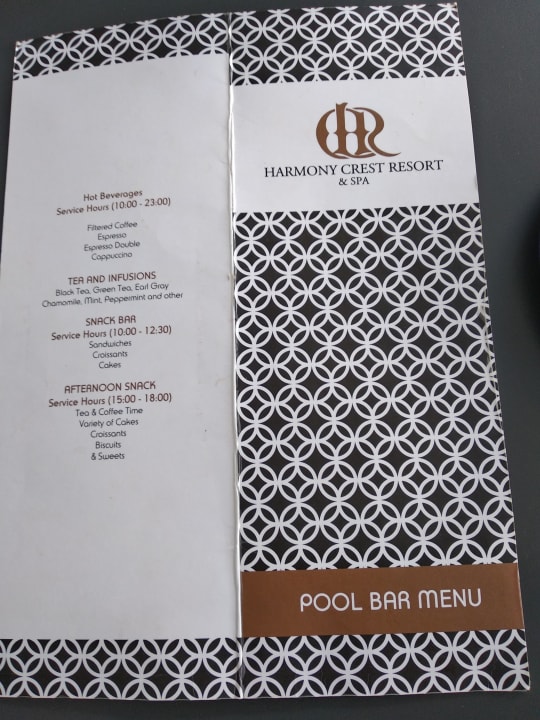 Hot Beverages
Service Hours (10:00 - 23:00)
Filtered Coffee
Espresso
Espresso Double
Cappuccino
TEA AND INFUSIONS
Black Tea, Green Tea, Earl Gray
Chamomile, Mint, Peppermint and other
SNACK BAR
Service Hours (10:00 - 12:30)
Sandwiches
Croissants
Cakes
AFTERNOON SNACK
Service Hours (15:00 - 18:00)
Tea & Coffee Time
Variety of Cakes
Croissants
Biscuits
& Sweets
HARMONY CREST RESORT
& SPA
POOL BAR MENU